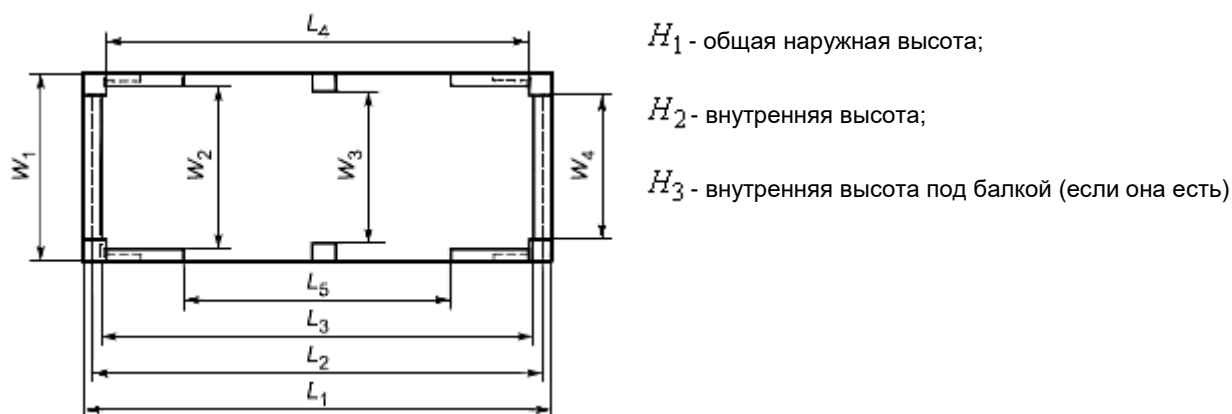 L4
H1 - общая наружная высота;
H2 - внутренняя высота;
W1
W2
W3
W4
H3 - внутренняя высота под балкой (если она есть)
L5
L3
L2
L1